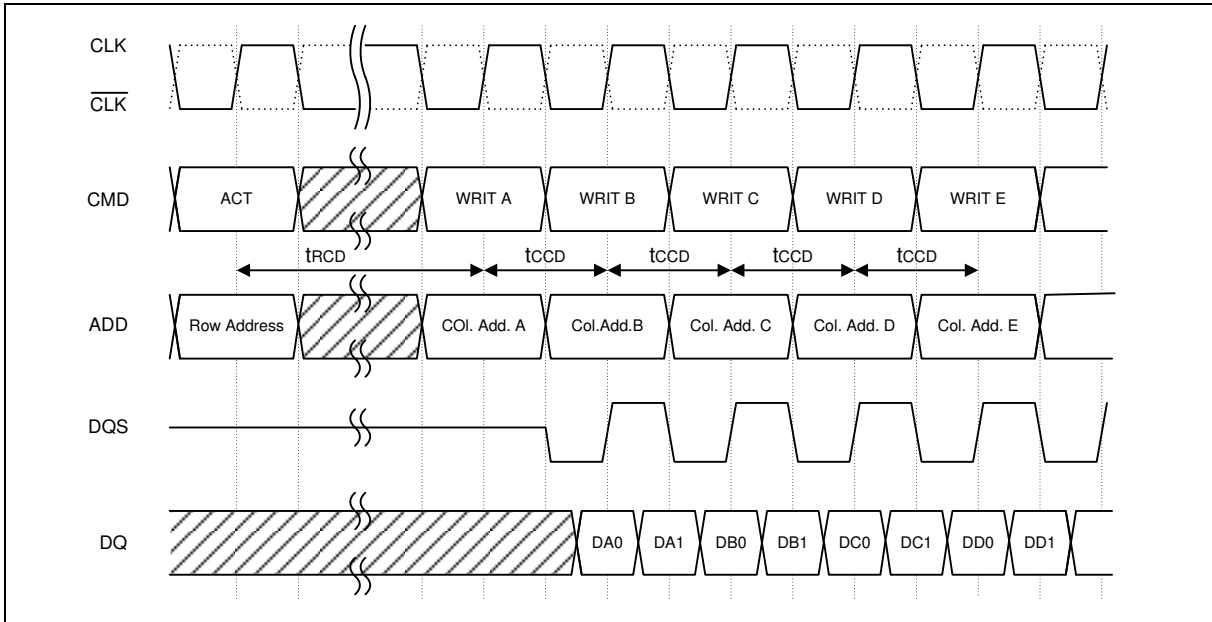 CLK
CLK
CMD
ACT
WRIT A
WRIT B
WRIT C
WRIT D
WRIT E
tRCD
tCCD
tCCD
tCCD
tCCD
ADD
Row Address
COl. Add. A
Col.Add.B
Col. Add. C
Col. Add. D
Col. Add. E
DQS
DQ
DA0
DA1
DB0
DB1
DC0
DC1
DD0
DD1